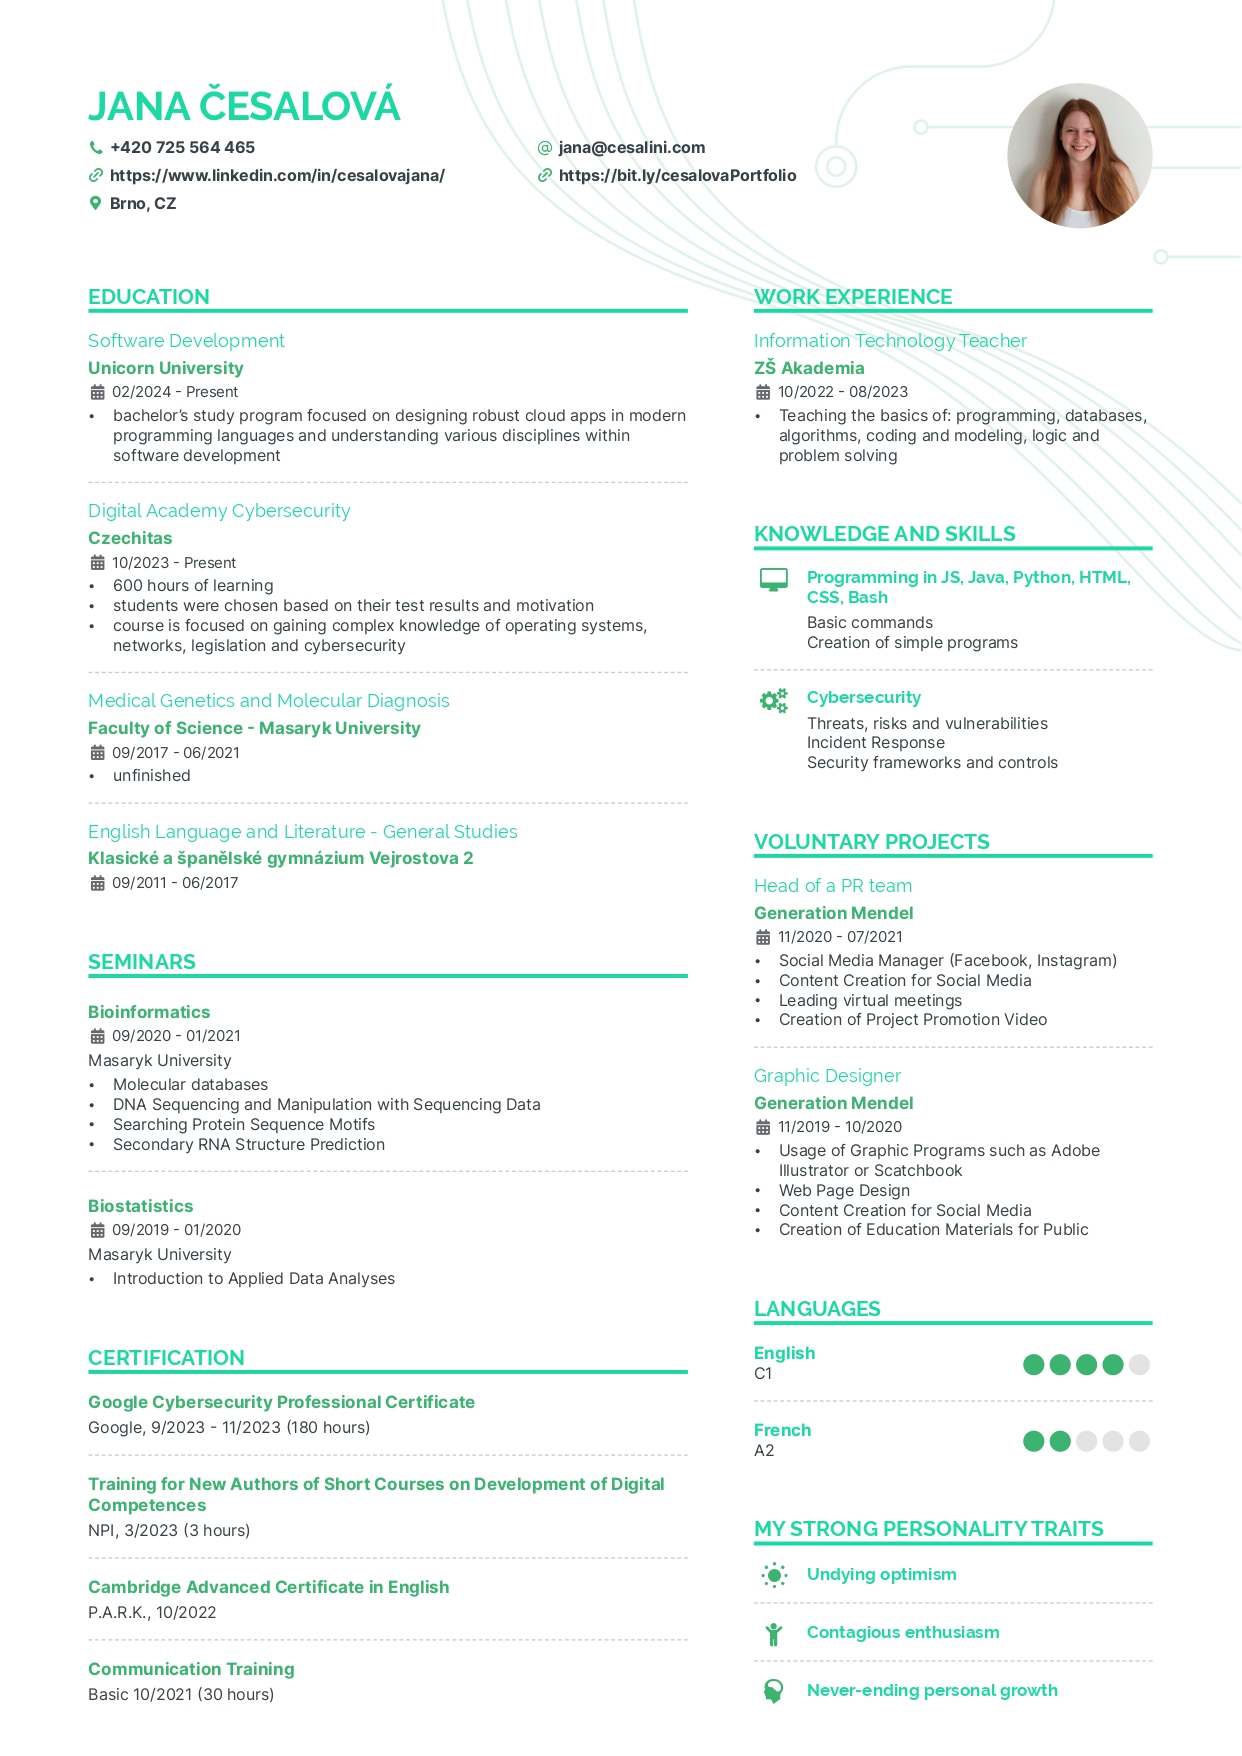 JANA ČESALOVÁ
+420 725 564 465
jana@cesalini.com
https://www.linkedin.com/in/cesalovajana/
https://bit.ly/cesalovaPortfolio
Brno, CZ
EDUCATION
Software Development
Unicorn University
02/2024 - Present
• bachelor’s study program focused on designing robust cloud apps in modern
programming languages and understanding various disciplines within
software development
Digital Academy Cybersecurity
Czechitas
10/2023 - Present
• 600 hours of learning
• students were chosen based on their test results and motivation
• course is focused on gaining complex knowledge of operating systems,
networks, legislation and cybersecurity
Medical Genetics and Molecular Diagnosis
Faculty of Science - Masaryk University
09/2017 - 06/2021
• unfinished
English Language and Literature - General Studies
Klasické a španělské gymnázium Vejrostova 2
09/2011 - 06/2017
SEMINARS
Bioinformatics
09/2020 - 01/2021
Masaryk University
• Molecular databases
• DNA Sequencing and Manipulation with Sequencing Data
• Searching Protein Sequence Motifs
• Secondary RNA Structure Prediction
Biostatistics
09/2019 - 01/2020
Masaryk University
• Introduction to Applied Data Analyses
CERTIFICATION
Google Cybersecurity Professional Certificate
Google, 9/2023 - 11/2023 (180 hours)
Training for New Authors of Short Courses on Development of Digital
Competences
NPI, 3/2023 (3 hours)
Cambridge Advanced Certificate in English
P.A.R.K., 10/2022
Communication Training
Basic 10/2021 (30 hours)
WORK EXPERIENCE
Information Technology Teacher
ZŠ Akademia
10/2022 - 08/2023
• Teaching the basics of: programming, databases,
algorithms, coding and modeling, logic and
problem solving
KNOWLEDGE AND SKILLS
Programming in JS, Java, Python, HTML,
CSS, Bash
Basic commands
Creation of simple programs
Cybersecurity
Threats, risks and vulnerabilities
Incident Response
Security frameworks and controls
VOLUNTARY PROJECTS
Head of a PR team
Generation Mendel
11/2020 - 07/2021
• Social Media Manager (Facebook, Instagram)
• Content Creation for Social Media
• Leading virtual meetings
• Creation of Project Promotion Video
Graphic Designer
Generation Mendel
11/2019 - 10/2020
• Usage of Graphic Programs such as Adobe
Illustrator or Scatchbook
• Web Page Design
• Content Creation for Social Media
• Creation of Education Materials for Public
LANGUAGES
English
C1
French
A2
MY STRONG PERSONALITY TRAITS
Undying optimism
Contagious enthusiasm
Never-ending personal growth